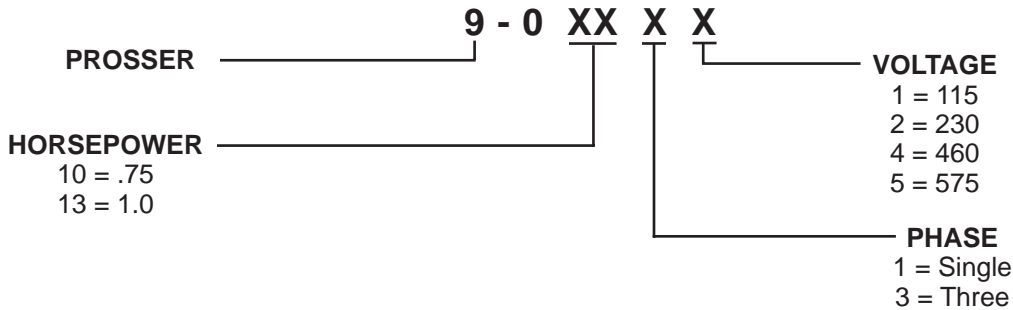 9 - 0 XX X X
PROSSER
VOLTAGE
1 = 115
2 = 230
4 = 460
5 = 575
HORSEPOWER
10 = .75
13 = 1.0
PHASE
1 = Single
3 = Three